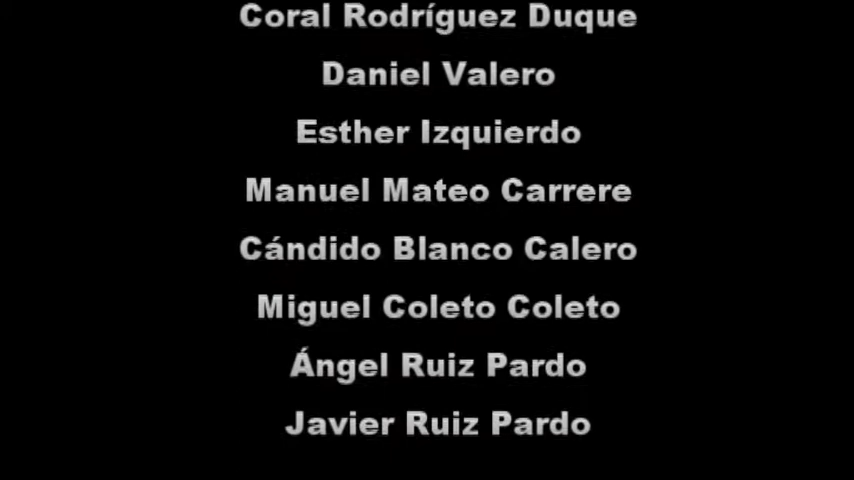 Coral Rodríguez Duque
Daniel Valero
Esther Izquierdo
Manuel Mateo Carrere
Cándido Blanco Calero
Miguel Coleto Coleto
Ángel Ruiz Pardo
Javier Ruiz Pardo